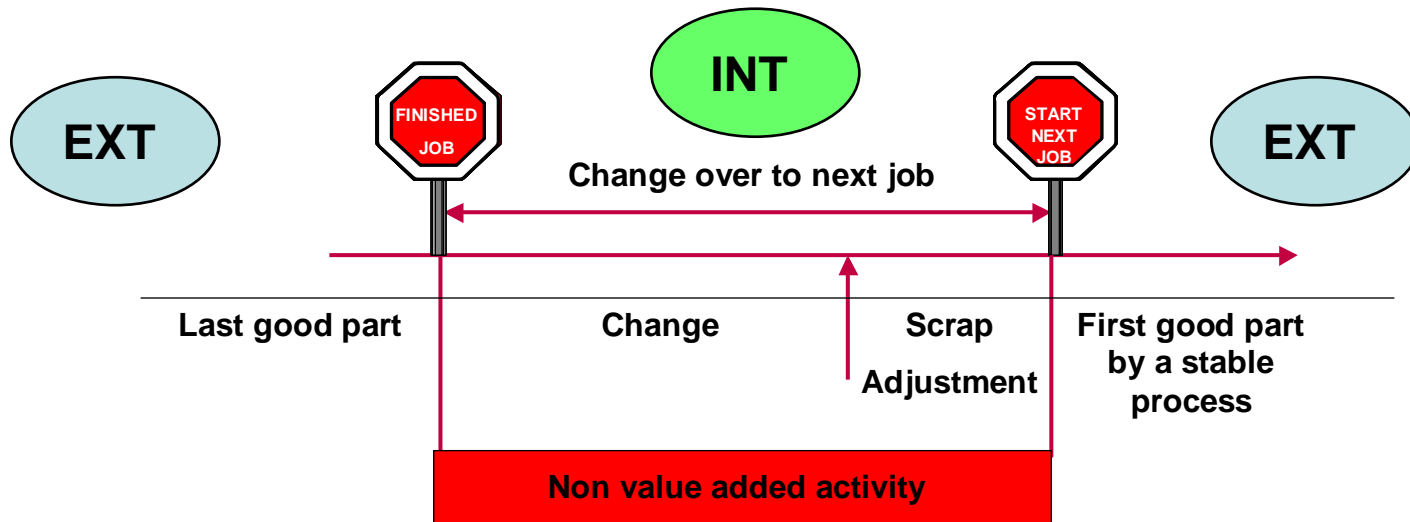 INT
EXT
FINISHED
JOB
START
NEXT
JOB
EXT
Change over to next job
Last good part
Change
Scrap
Adjustment
First good part
by a stable
process
Non value added activity